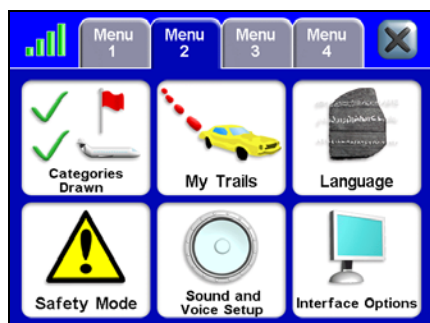 Menu
1
Menu
2
Menu
3
Menu
4
Categories
Drawn
My Trails
Language
Safety Mode
Sound and
Voice Setup
Interface Options